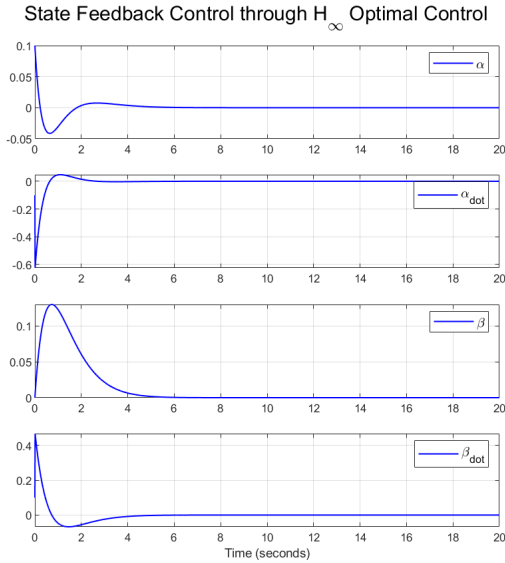 State Feedback Control through H∞ Optimal Control
0.1
0.05
0
-0.05
α
0 2 4 6 8 10 12 14 16 18 20
0
-0.2
-0.4
-0.6
α_dot
0 2 4 6 8 10 12 14 16 18 20
0.1
0.05
0
β
0 2 4 6 8 10 12 14 16 18 20
0.4
0.2
0
β_dot
0 2 4 6 8 10 12 14 16 18 20
Time (seconds)